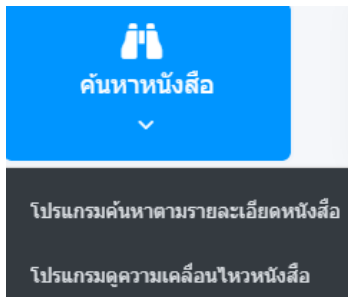 ค้นหาหนังสือ
โปรแกรมค้นหาตามรายละเอียดหนังสือ
โปรแกรมดูความเคลื่อนไหวหนังสือ